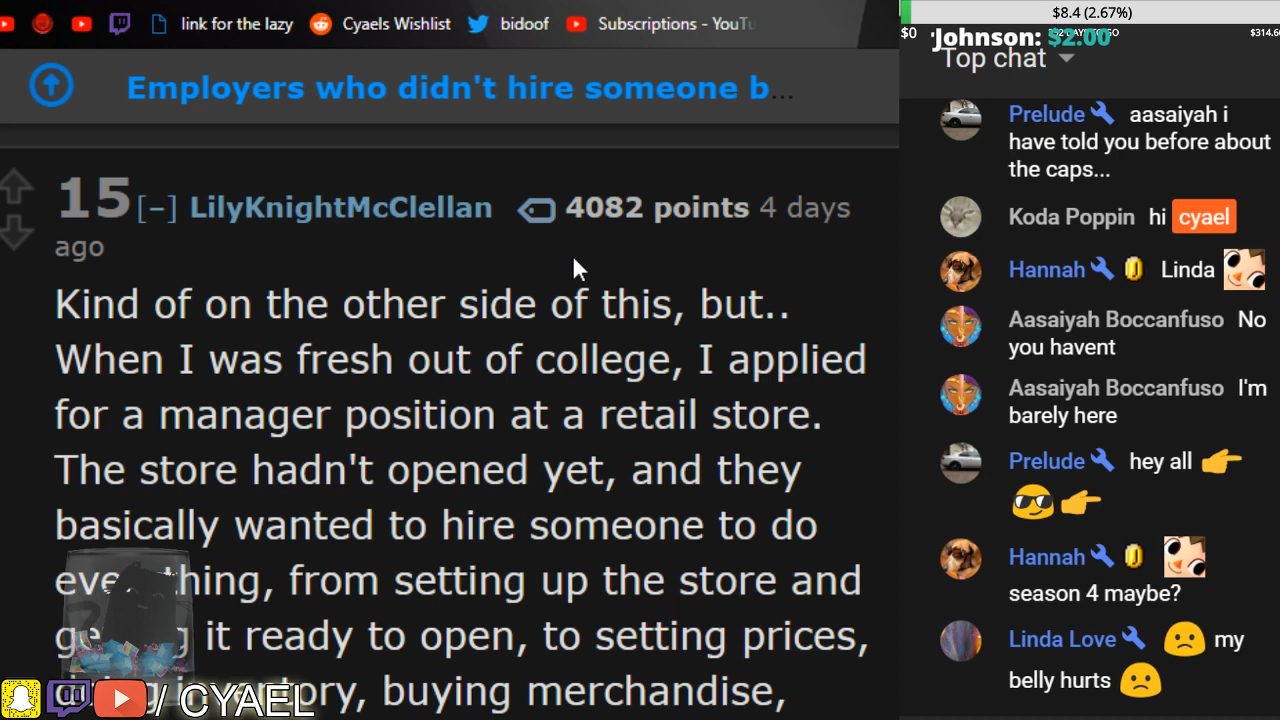 link for the lazy Cyaels Wishlist bidoof Subscriptions - YouTu
Employers who didn't hire someone b...
15 [–] LilyKnightMcClellan 4082 points 4 days
ago
Kind of on the other side of this, but..
When I was fresh out of college, I applied
for a manager position at a retail store.
The store hadn't opened yet, and they
basically wanted to hire someone to do
everything, from setting up the store and
getting it ready to open, to setting prices,
doing inventory, buying merchandise,
/ CYAEL
$8.4 (2.67%)
$0
Johnson: $2.00
Top chat
Prelude aasaiyah i
have told you before about
the caps...
Koda Poppin hi cyael
Hannah Linda
Aasaiyah Boccanfuso No
you havent
Aasaiyah Boccanfuso I'm
barely here
Prelude hey all
Hannah
season 4 maybe?
Linda Love my
belly hurts